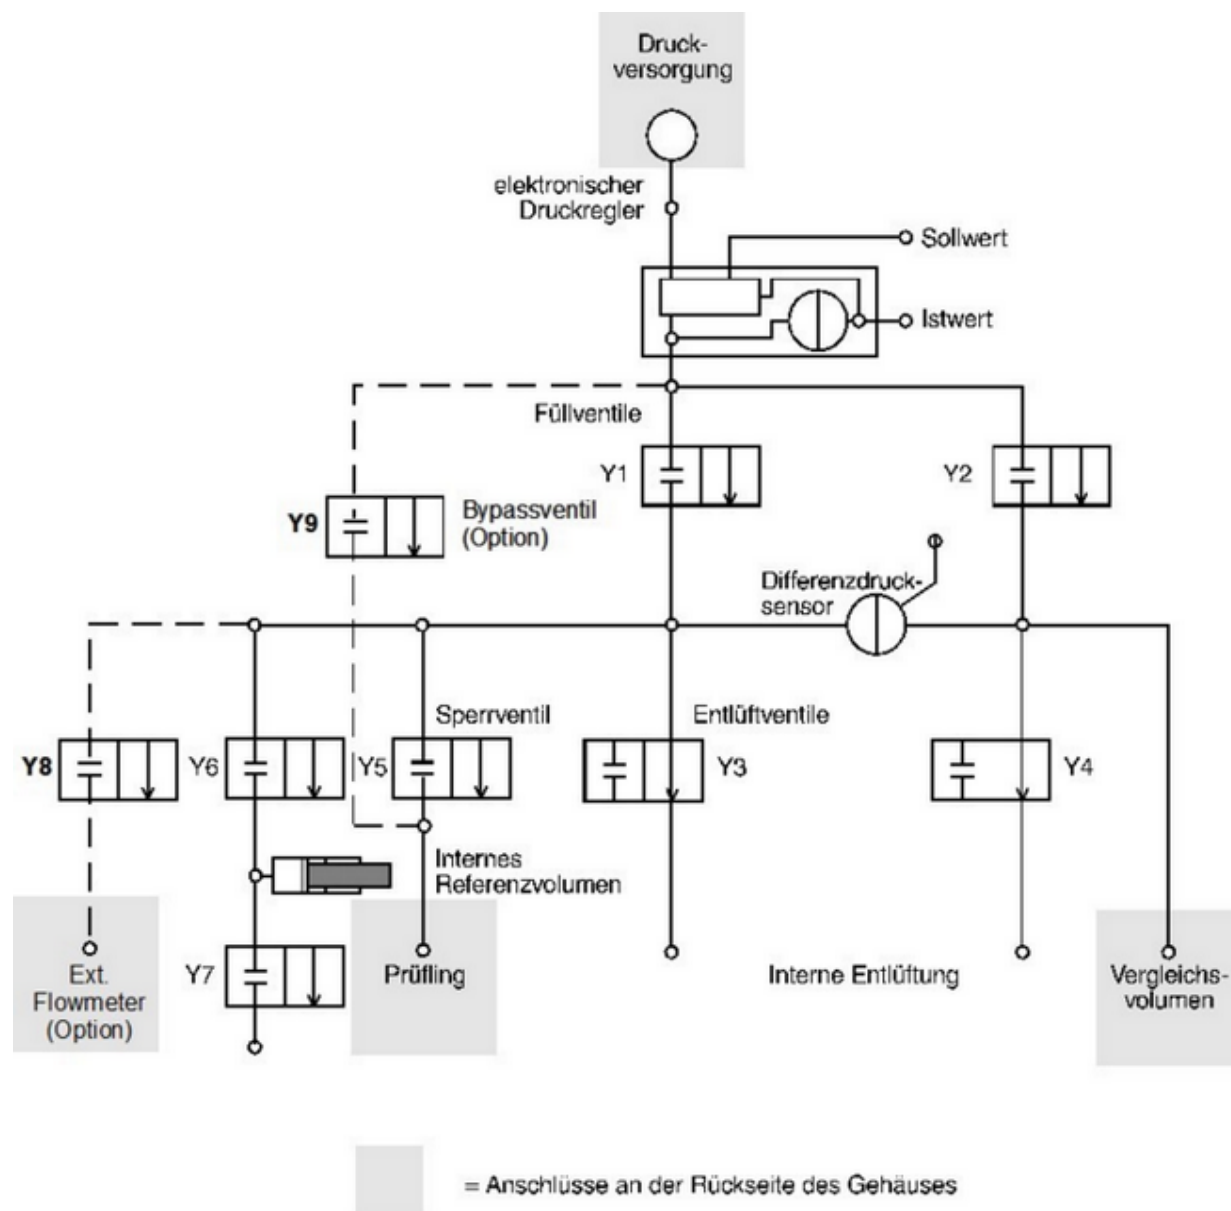 Druck-
versorgung
elektronischer
Druckregler
Sollwert
Istwert
Füllventile
Y1
Y2
Y9
Bypassventil
(Option)
Differenzdruck-
sensor
Sperrventil
Entlüftventile
Y8
Y6
Y5
Y3
Y4
Internes
Referenzvolumen
Ext.
Flowmeter
(Option)
Y7
Prüfling
Interne Entlüftung
Vergleichs-
volumen
= Anschlüsse an der Rückseite des Gehäuses